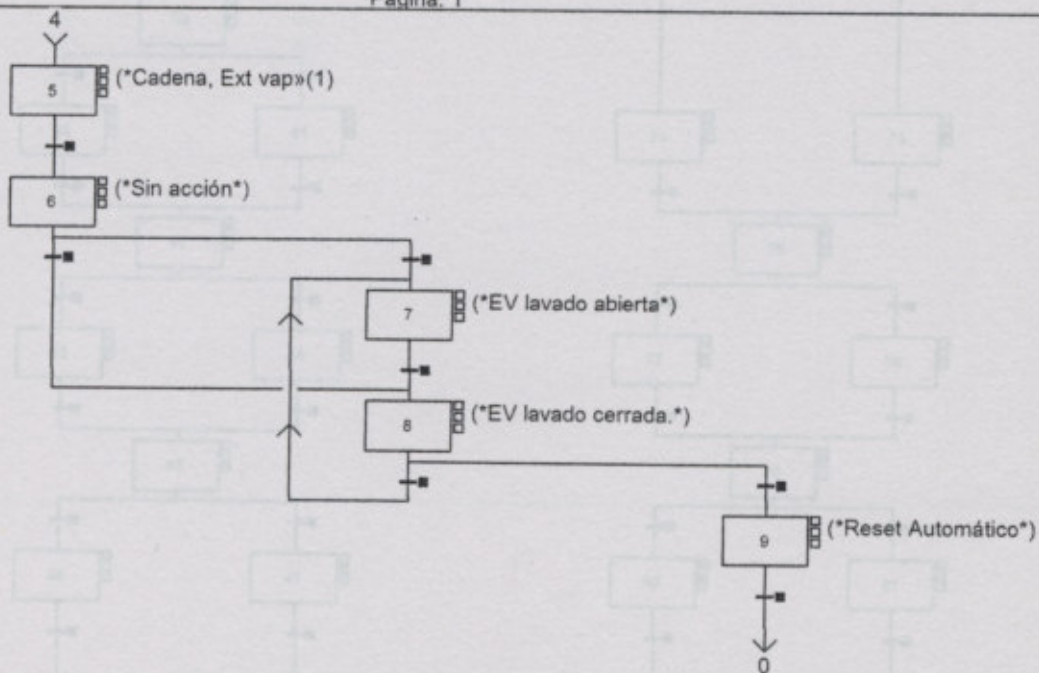 Página: 1
4
5 (*Cadena, Ext vap»(1)
6 (*Sin acción*)
7 (*EV lavado abierta*)
8 (*EV lavado cerrada.*)
9 (*Reset Automático*)
0